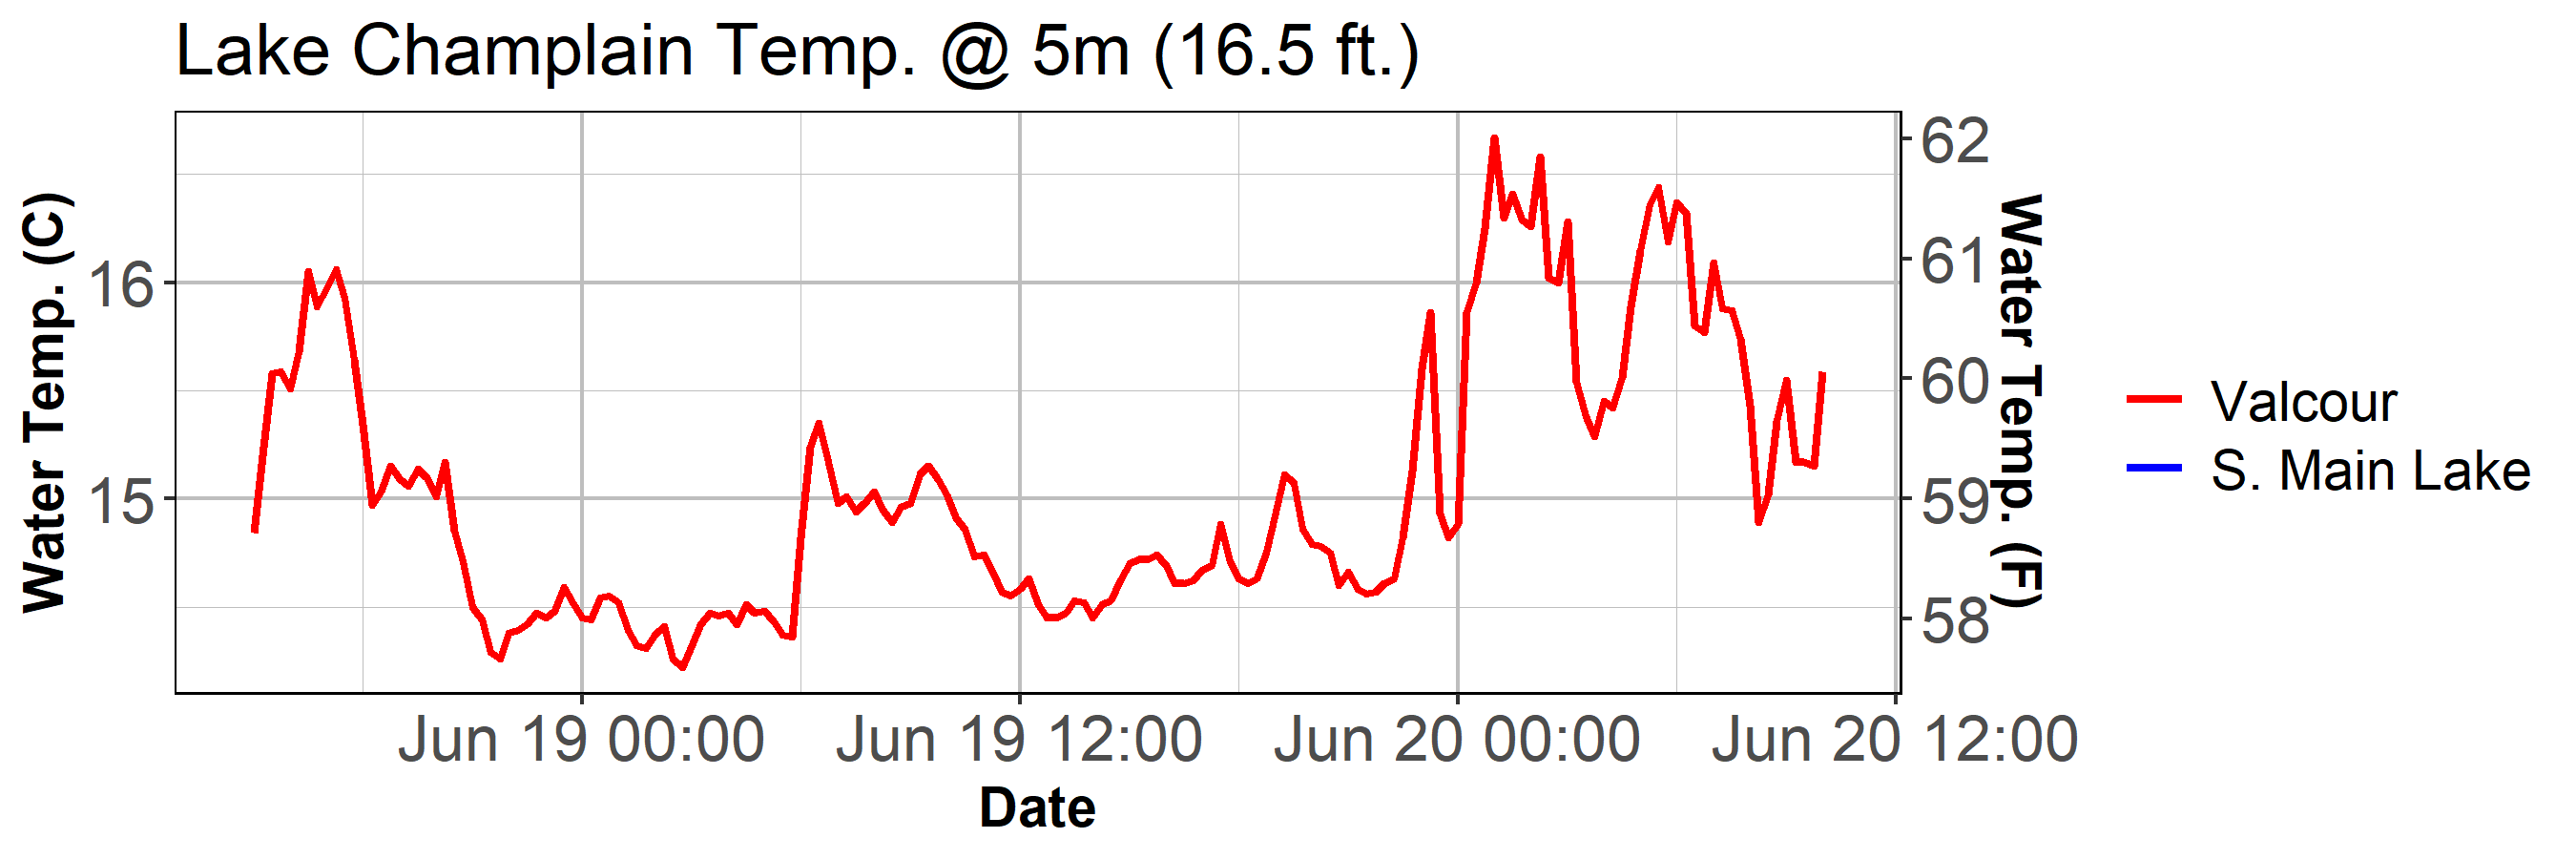 Lake Champlain Temp. @ 5m (16.5 ft.)
Water Temp. (C)
16
15
62
61
60
59
58
Water Temp. (F)
Valcour
S. Main Lake
Jun 19 00:00
Jun 19 12:00
Jun 20 00:00
Jun 20 12:00
Date